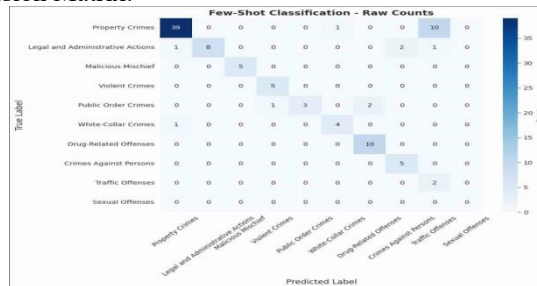 Few-Shot Classification - Raw Counts
Property Crimes 39 0 0 0 0 1 0 0 10 0
Legal and Administrative Actions 1 8 0 0 0 0 0 2 1 0
Malicious Mischief 0 0 5 0 0 0 0 0 0 0
Violent Crimes 0 0 0 5 0 0 0 0 0 0
Public Order Crimes 0 0 0 1 3 0 2 0 0 0
White-Collar Crimes 1 0 0 0 0 4 0 0 0 0
Drug-Related Offenses 0 0 0 0 0 0 10 0 0 0
Crimes Against Persons 0 0 0 0 0 0 0 5 0 0
Traffic Offenses 0 0 0 0 0 0 0 0 2 0
Sexual Offenses 0 0 0 0 0 0 0 0 0 0
True Label
35
30
25
20
15
10
5
0
Property Crimes
Legal and Administrative Actions
Malicious Mischief
Violent Crimes
Public Order Crimes
White-Collar Crimes
Drug-Related Offenses
Crimes Against Persons
Traffic Offenses
Sexual Offenses
Predicted Label